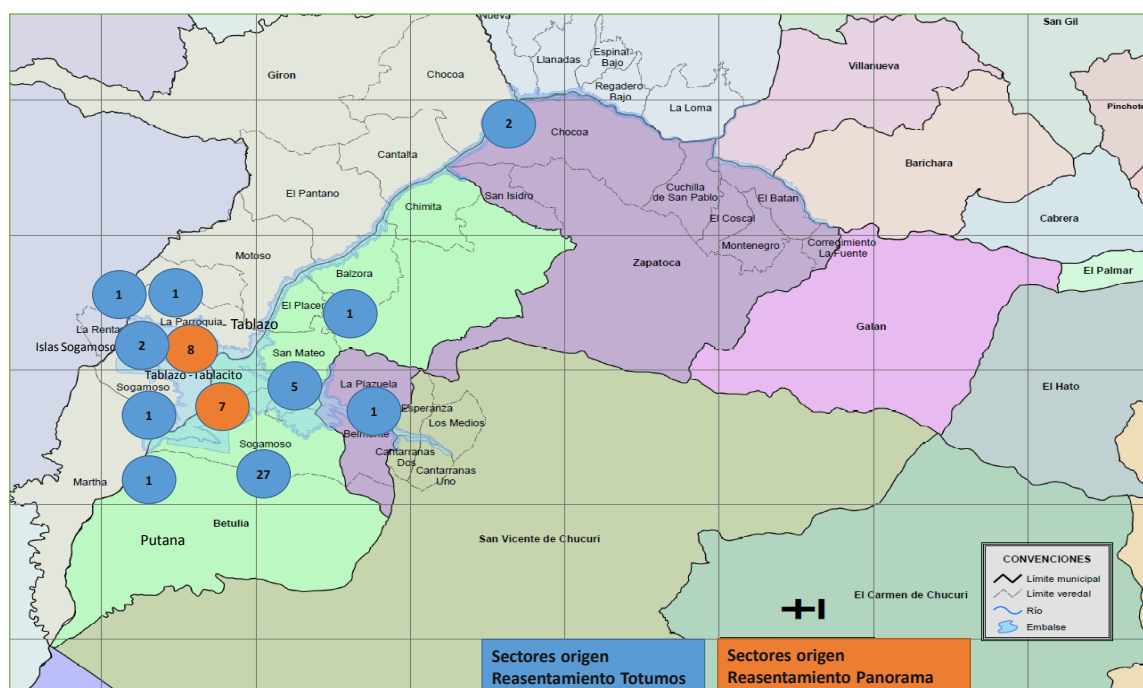 Nueva
San Gil
Llanadas
Espinal
Bajo
Villanueva
Giron
Chocoa
Regadero
Bajo
La Loma
Pinchote
2
Chocoa
Cantalta
Barichara
El Pantano
San Isidro
Cuchilla
de San Pablo
El Batan
Chimita
El Coscal
Cabrera
Montenegro
Corregimiento
La Fuente
Motoso
Zapatoca
Balzora
El Palmar
1
1
El Placer
1
La Parroquia
- Tablazo
La Renta
Galan
Islas Sogamoso
2
8
San Mateo
Tablazo -Tablacito
Sogamoso
5
La Plazuela
El Hato
1
7
1
Esperanza
Los Medios
Belmonte
Sogamoso
Cantarranas
Dos
Cantarranas
Uno
Martha
1
27
Betulia
Putana
San Vicente de Chucuri
El Carmen de Chucuri
CONVENCIONES
Límite municipal
Límite veredal
Río
Embalse
Sectores origen
Reasentamiento Totumos
Sectores origen
Reasentamiento Panorama